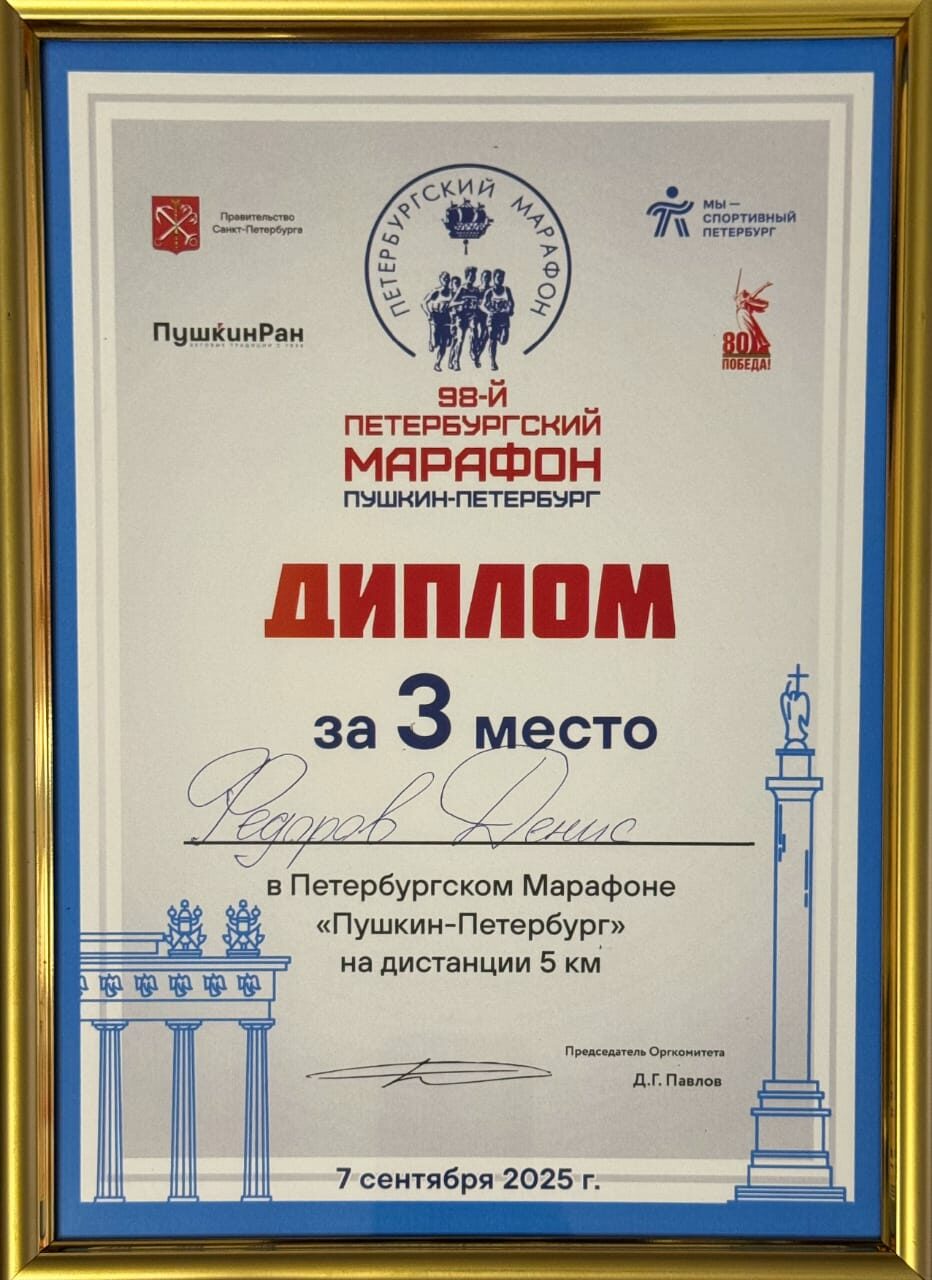 Правительство
Санкт-Петербурга
ПушкинРан
ПЕТЕРБУРГСКИЙ МАРАФОН
МЫ –
СПОРТИВНЫЙ
ПЕТЕРБУРГ
80
ПОБЕДА!
98-Й
ПЕТЕРБУРГСКИЙ
МАРАФОН
ПУШКИН-ПЕТЕРБУРГ
ДИПЛОМ
за 3 место
Федоров Денис
в Петербургском Марафоне
«Пушкин-Петербург»
на дистанции 5 км
Председатель Оргкомитета
Д.Г. Павлов
7 сентября 2025 г.